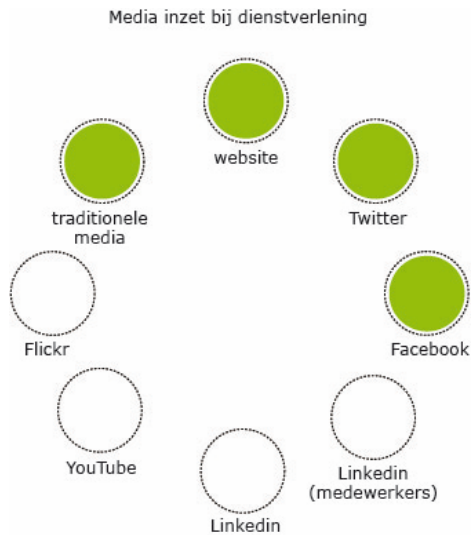 Media inzet bij dienstverlening
website
traditionele
media
Twitter
Flickr
Facebook
YouTube
Linkedin
(medewerkers)
Linkedin